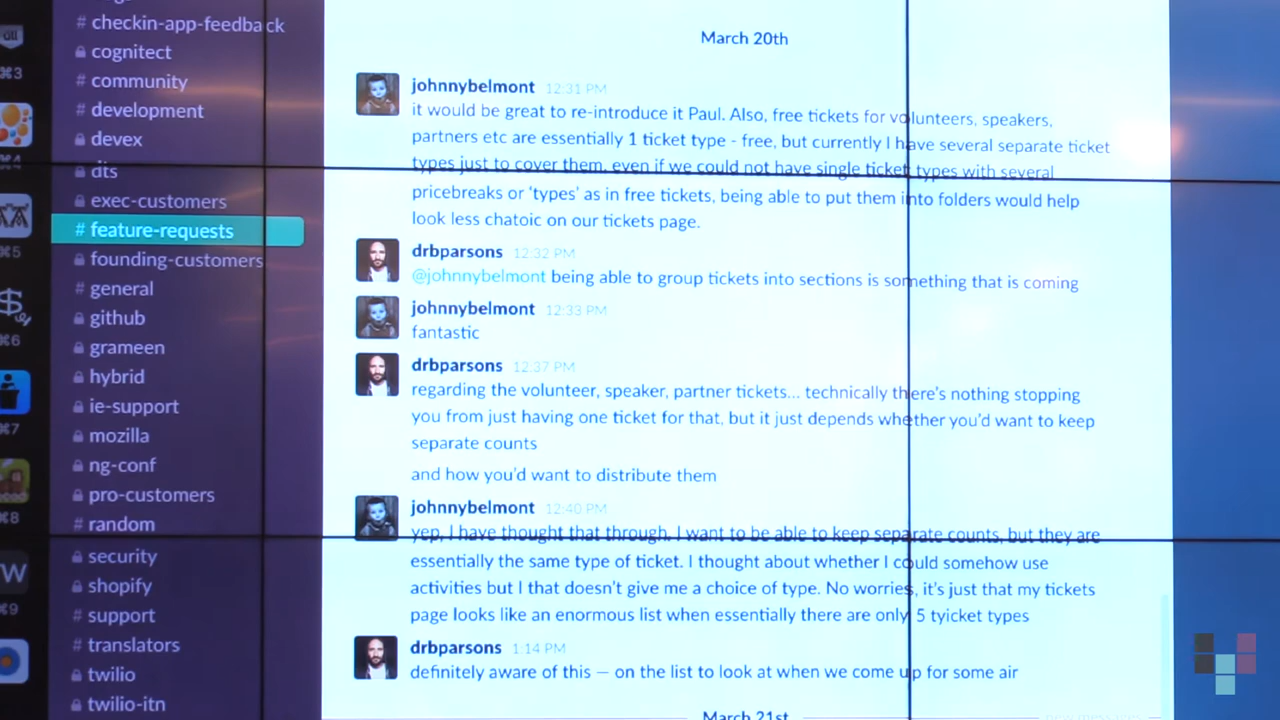 # checkin-app-feedback
cognitect
# community
# development
devex
dts
exec-customers
# feature-requests
founding-customers
# general
github
grameen
hybrid
ie-support
mozilla
ng-conf
pro-customers
# random
security
shopify
# support
# translators
twilio
twilio-itn
⌘3
⌘5
⌘6
⌘7
⌘8
W
⌘9
March 20th
johnnybelmont 12:31 PM
it would be great to re-introduce it Paul. Also, free tickets for volunteers, speakers,
partners etc are essentially 1 ticket type - free, but currently I have several separate ticket
types just to cover them, even if we could not have single ticket types with several
pricebreaks or 'types' as in free tickets, being able to put them into folders would help
look less chatoic on our tickets page.
drbparsons 12:32 PM
@johnnybelmont being able to group tickets into sections is something that is coming
johnnybelmont 12:33 PM
fantastic
drbparsons 12:37 PM
regarding the volunteer, speaker, partner tickets... technically there's nothing stopping
you from just having one ticket for that, but it just depends whether you'd want to keep
separate counts
and how you'd want to distribute them
johnnybelmont 12:40 PM
yep, I have thought that through. I want to be able to keep separate counts, but they are
essentially the same type of ticket. I thought about whether I could somehow use
activities but I that doesn't give me a choice of type. No worries, it's just that my tickets
page looks like an enormous list when essentially there are only 5 tyicket types
drbparsons 1:14 PM
definitely aware of this — on the list to look at when we come up for some air
March 21st
new messages